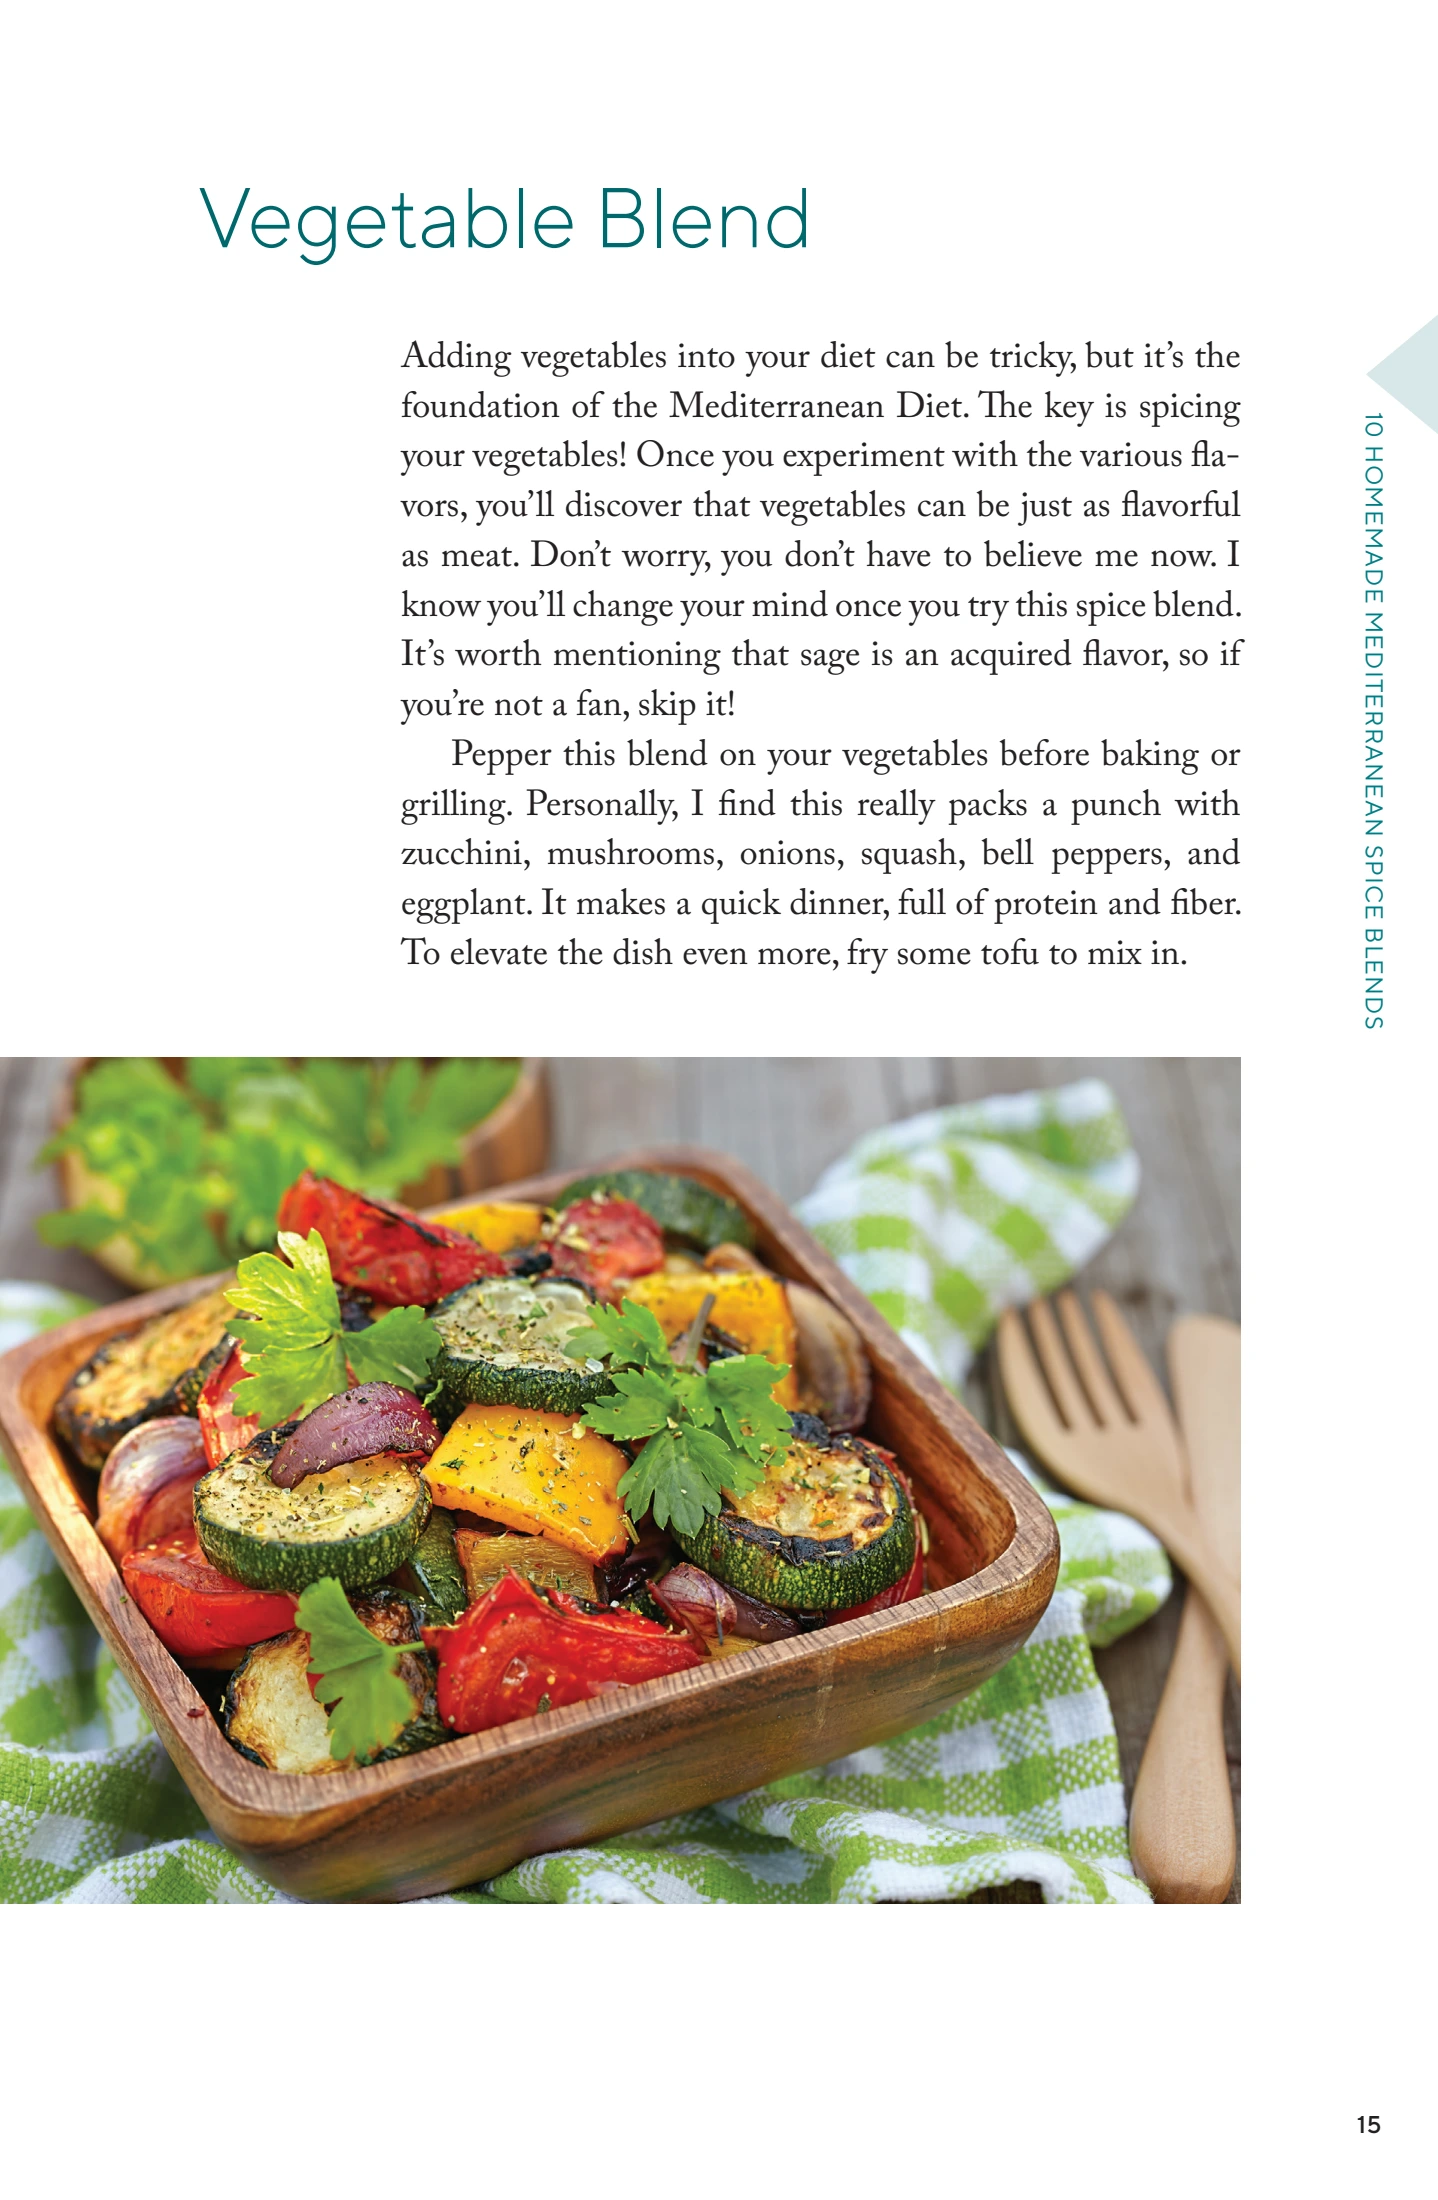 Vegetable Blend
Adding vegetables into your diet can be tricky, but it’s the
foundation of the Mediterranean Diet. The key is spicing
your vegetables! Once you experiment with the various fla-
vors, you’ll discover that vegetables can be just as flavorful
as meat. Don’t worry, you don’t have to believe me now. I
know you’ll change your mind once you try this spice blend.
It’s worth mentioning that sage is an acquired flavor, so if
you’re not a fan, skip it!
Pepper this blend on your vegetables before baking or
grilling. Personally, I find this really packs a punch with
zucchini, mushrooms, onions, squash, bell peppers, and
eggplant. It makes a quick dinner, full of protein and fiber.
To elevate the dish even more, fry some tofu to mix in.
10 HOMEMADE MEDITERRANEAN SPICE BLENDS
15